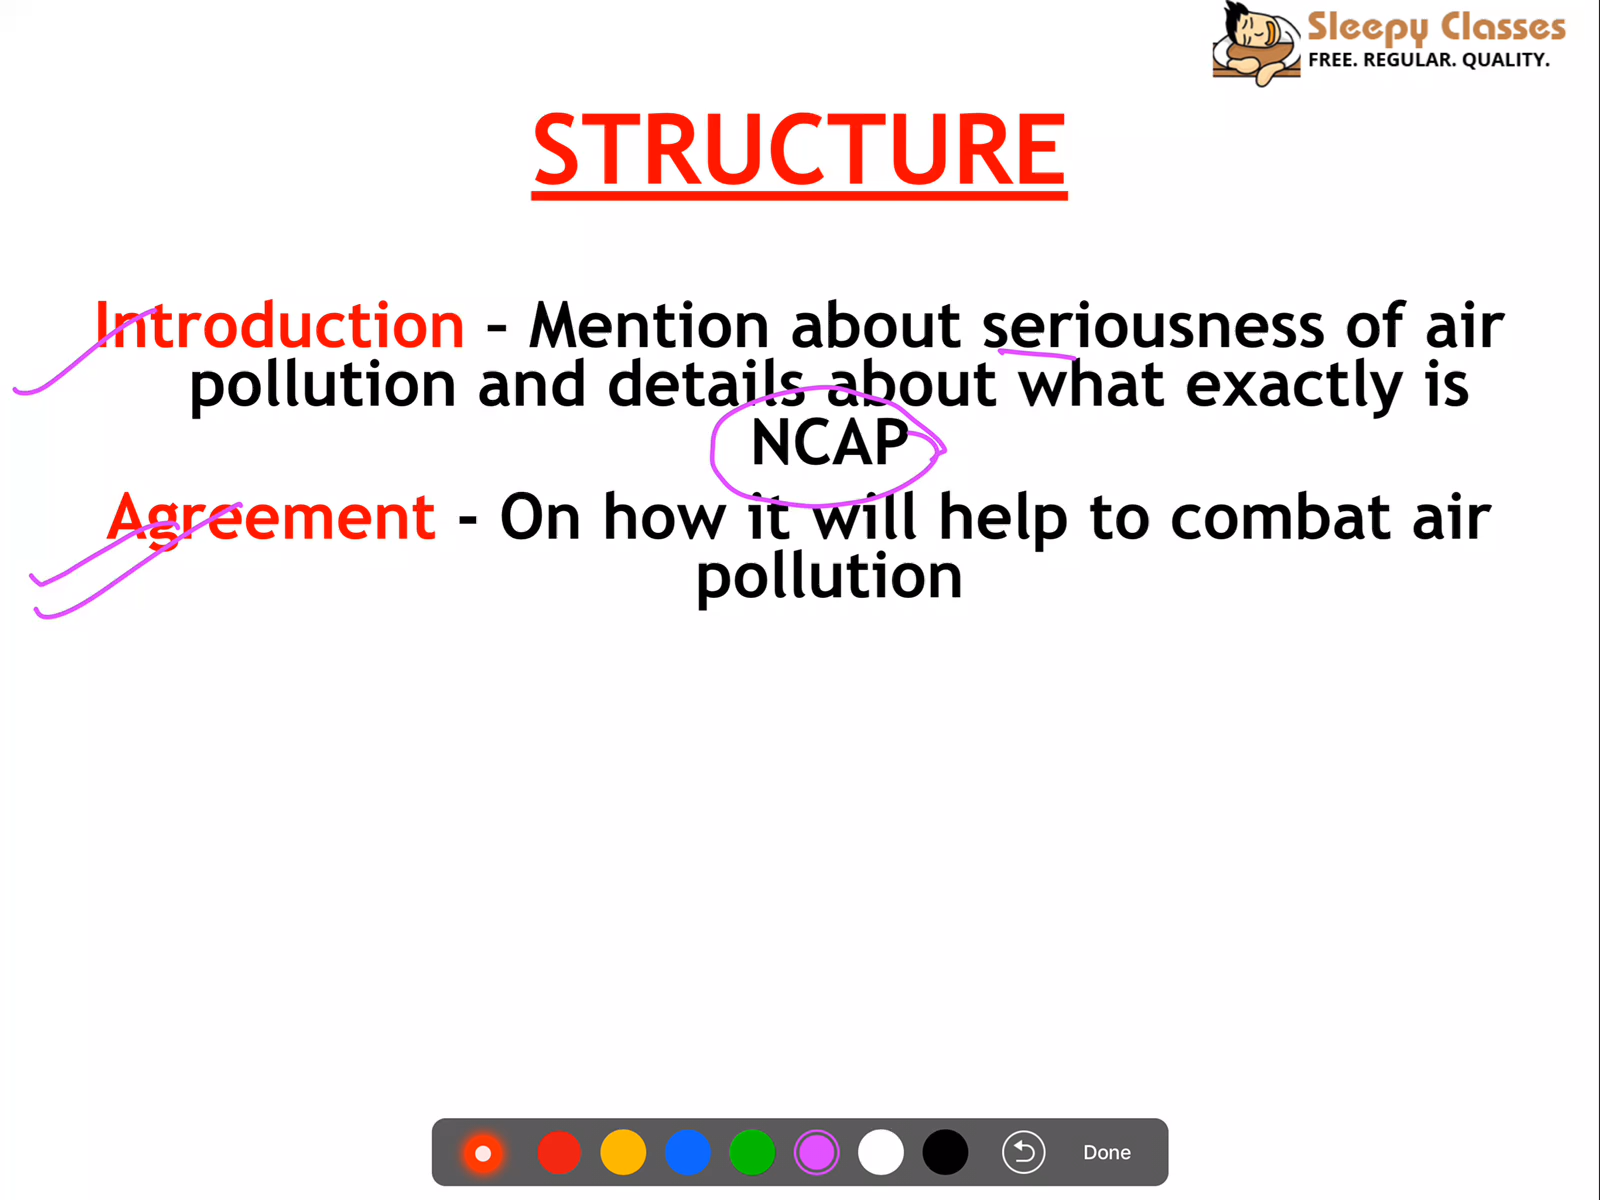 Sleepy Classes
FREE. REGULAR. QUALITY.
STRUCTURE
Introduction – Mention about seriousness of air
pollution and details about what exactly is
NCAP
Agreement - On how it will help to combat air
pollution
Done